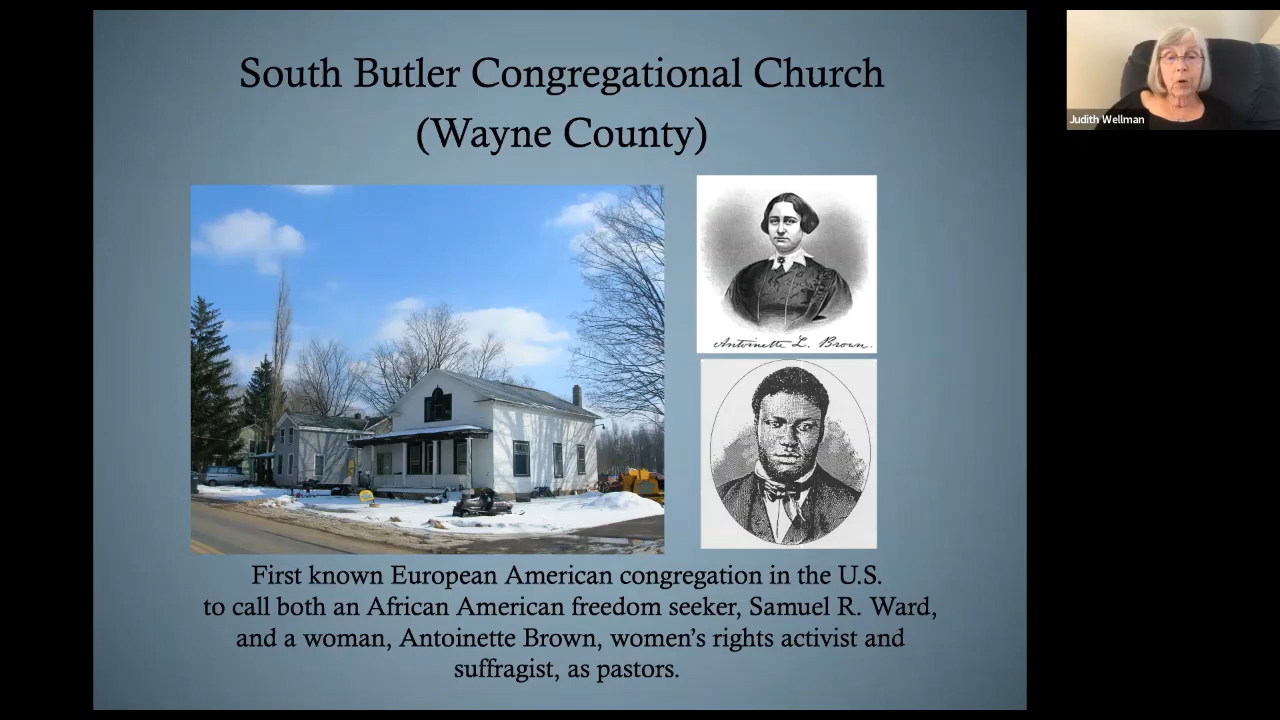 South Butler Congregational Church
(Wayne County)
Judith Wellman
Antoinette L. Brown.
First known European American congregation in the U.S.
to call both an African American freedom seeker, Samuel R. Ward,
and a woman, Antoinette Brown, women’s rights activist and
suffragist, as pastors.